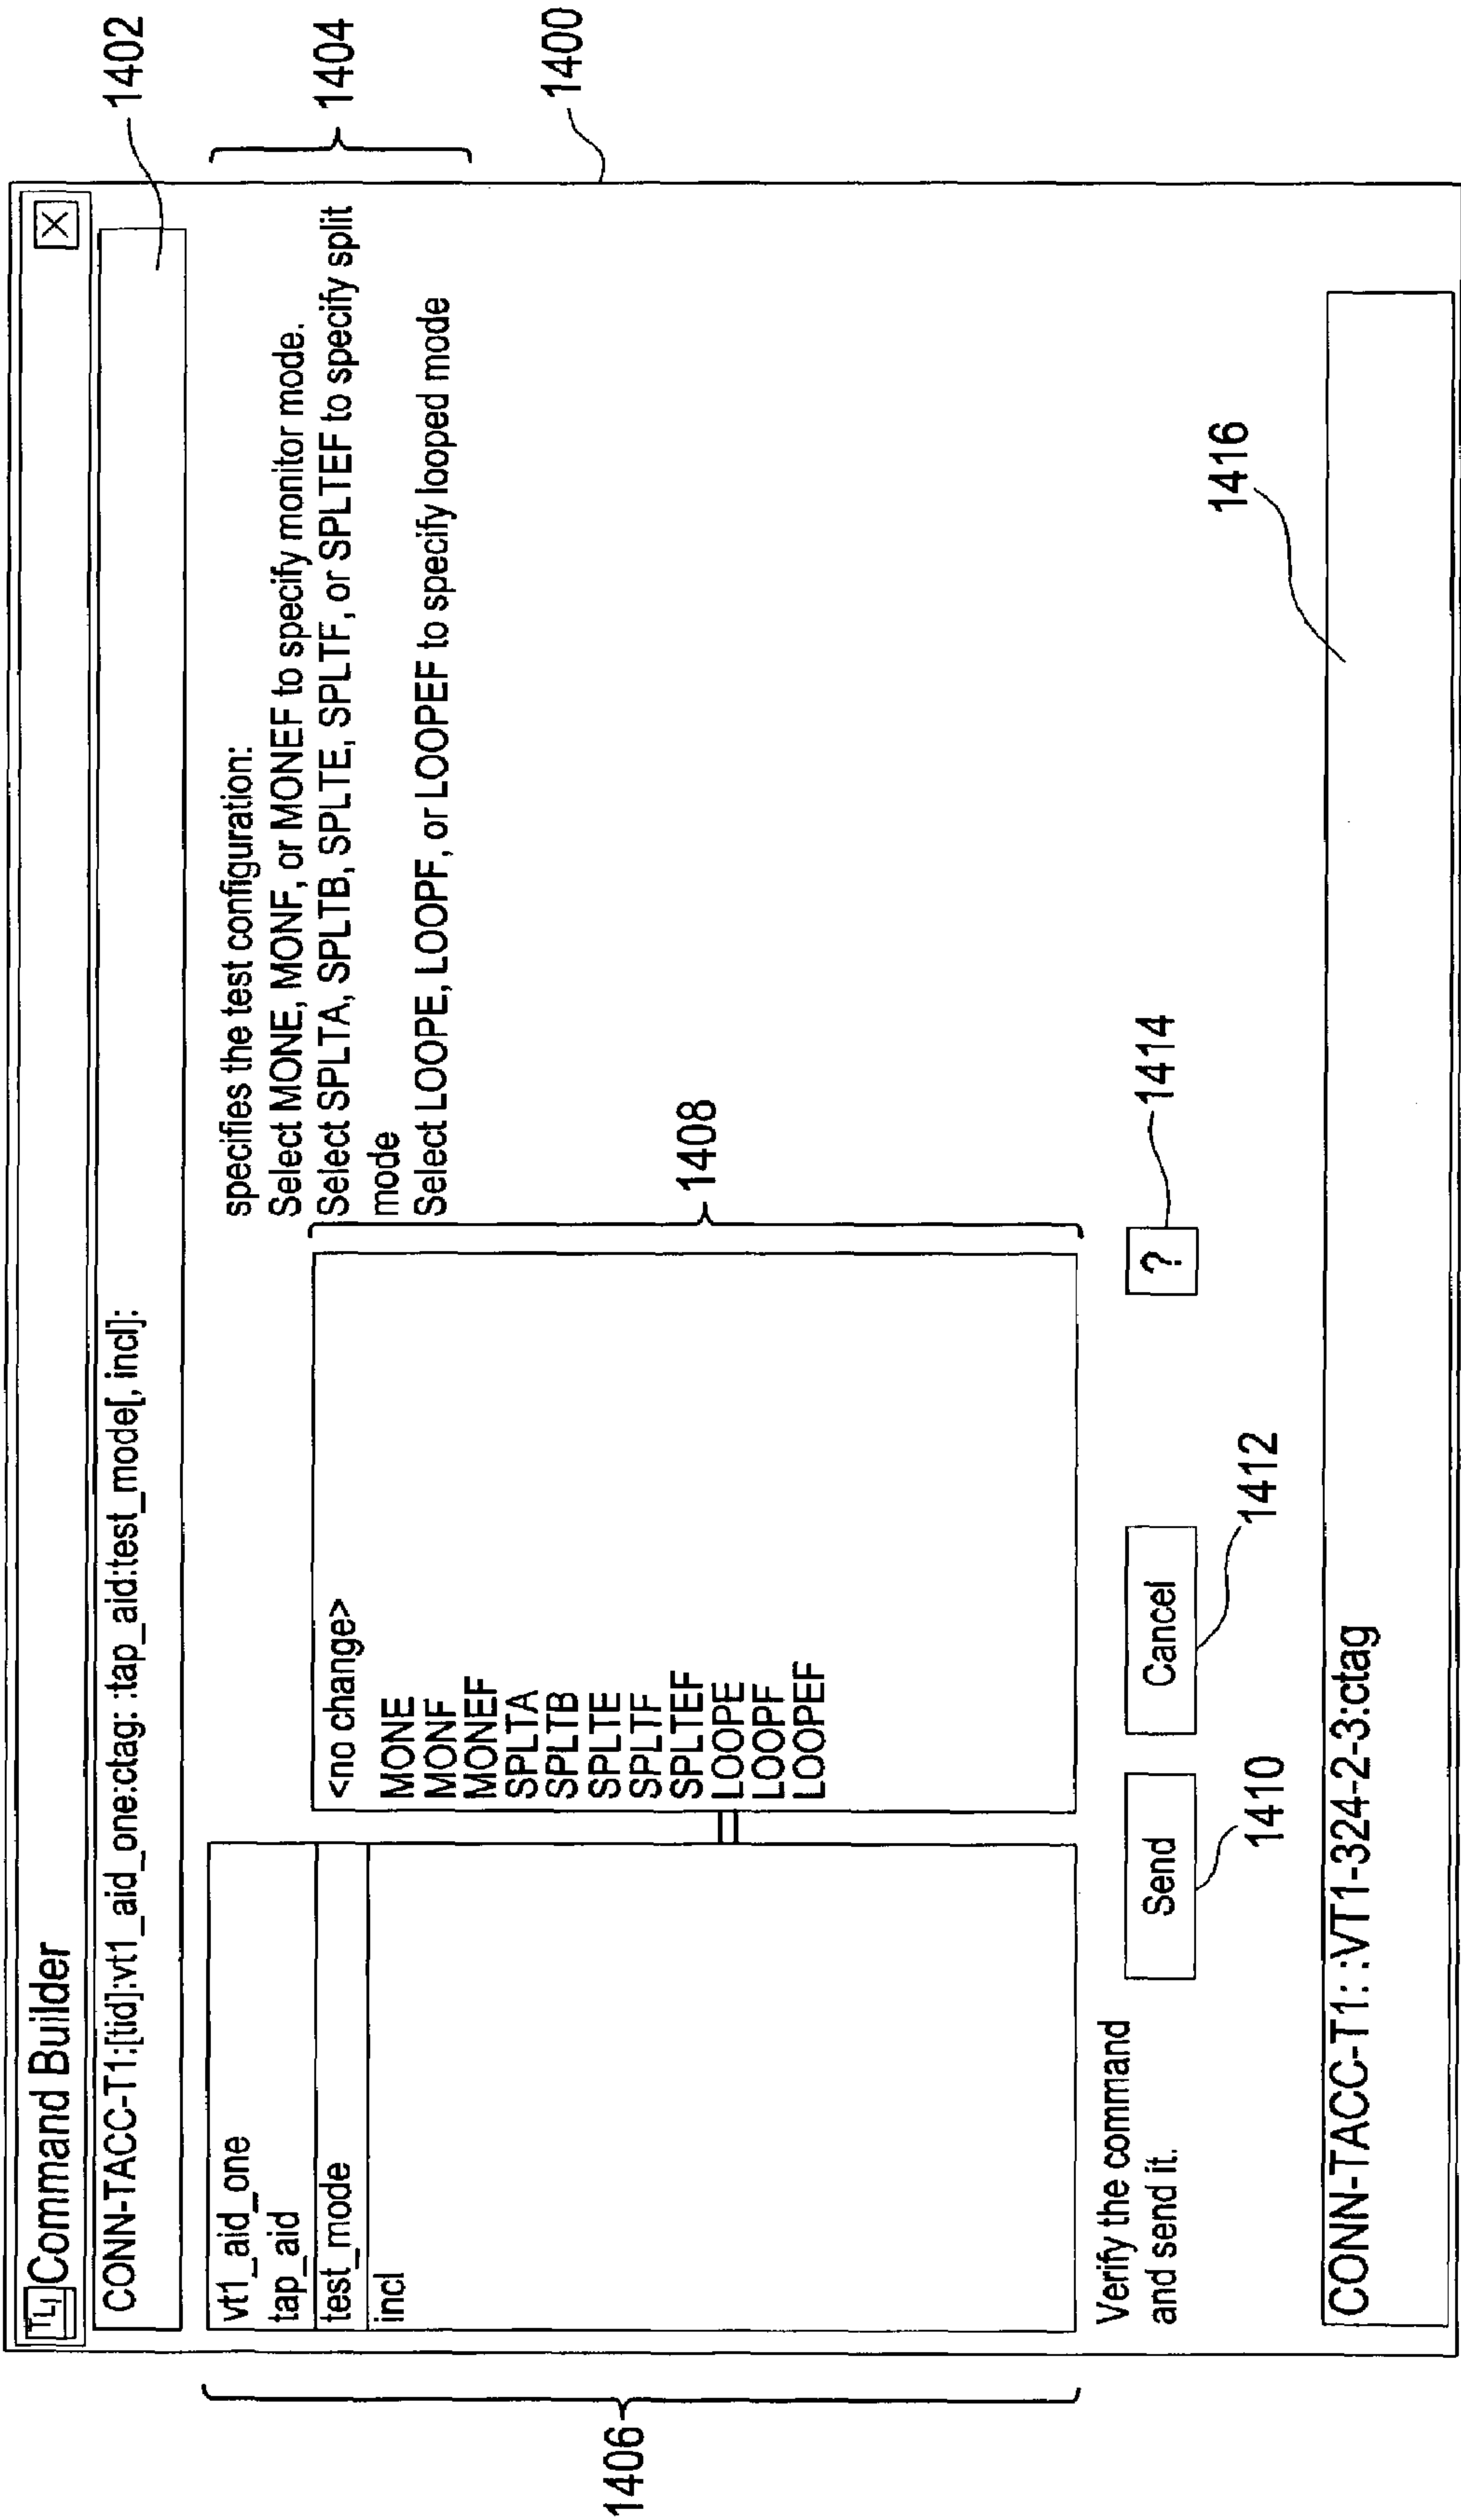 TL1 Command Builder
1402
CONN-TACC-T1:[tid]:vt1_aid_one:ctag: :tap_aid:test_mode[, incl]:
1404
vt1_aid_one
tap_aid
test_mode
incl
1406
<no change>
MONE
MONF
MONEF
SPLTA
SPLTB
SPLTE
SPLTF
SPLTEF
LOOPE
LOOPF
LOOPEF
1408
specifies the test configuration:
Select MONE, MONF, or MONEF to specify monitor mode.
Select SPLTA, SPLTB, SPLTE, SPLTF, or SPLTEF to specify split
mode
Select LOOPE, LOOPF, or LOOPEF to specify looped mode
1400
Verify the command
and send it.
Send
Cancel
?
1410
1412
1414
1416
CONN-TACC-T1: :VT1-324-2-3:ctag